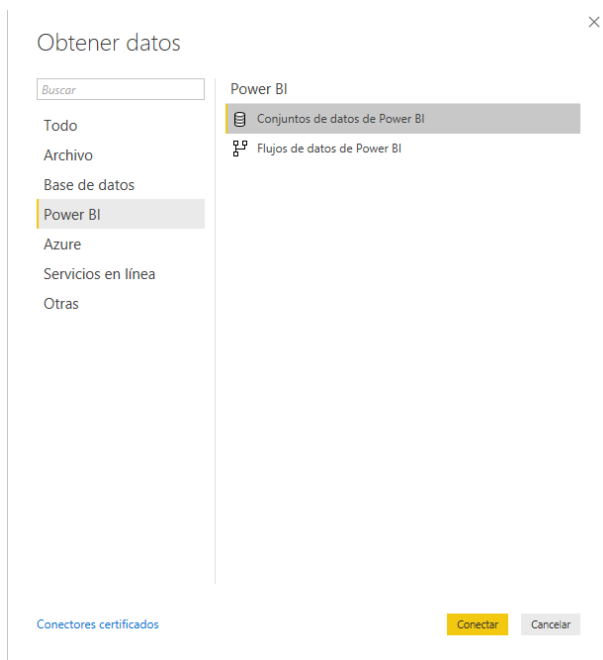 Obtener datos
Buscar
Todo
Archivo
Base de datos
Power BI
Azure
Servicios en línea
Otras
Power BI
Conjuntos de datos de Power BI
Flujos de datos de Power BI
Conectores certificados
Conectar
Cancelar